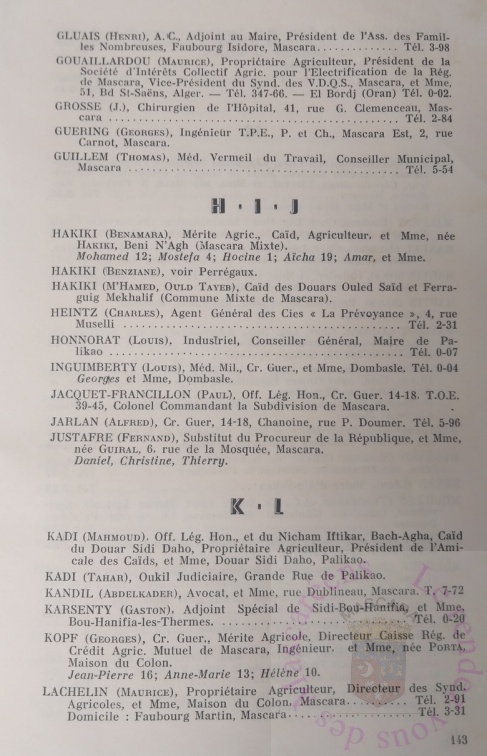 GLUAIS (Henri), A. C., Adjoint au Maire, Président de l'Ass. des Famil-
les Nombreuses, Faubourg Isidore, Mascara............. Tél. 3-98
GOUAILLARDOU (Maurice), Propriétaire Agriculteur, Président de la
Société d'Intérêts Collectif Agric. pour l'Electrification de la Rég.
de Mascara, Vice-Président du Synd. des V.D.Q.S., Mascara, et Mme,
51, Bd St-Saëns, Alger. — Tél. 347-66. — El Bordj (Oran) Tél. 0-02.
GROSSE (J.), Chirurgien de l'Hôpital, 41, rue G. Clemenceau, Mas-
cara ................................................ Tél. 2-84
GUERING (Georges), Ingénieur T.P.E., P. et Ch., Mascara Est, 2, rue
Carnot, Mascara.
GUILLEM (Thomas), Méd. Vermeil du Travail, Conseiller Municipal,
Mascara ............................................ Tél. 5-54
H · I · J
HAKIKI (Benamara), Mérite Agric., Caïd, Agriculteur. et Mme, née
Hakiki, Beni N'Agh (Mascara Mixte).
Mohamed 12; Mostefa 4; Hocine 1; Aïcha 19; Amar, et Mme.
HAKIKI (Benziane), voir Perrégaux.
HAKIKI (M'Hamed, Ould Tayeb), Caïd des Douars Ouled Saïd et Ferra-
guig Mekhalif (Commune Mixte de Mascara).
HEINTZ (Charles), Agent Général des Cies « La Prévoyance », 4, rue
Muselli ............................................. Tél. 2-31
HONNORAT (Louis), Industriel, Conseiller Général, Maire de Pa-
likao ................................................ Tél. 0-07
INGUIMBERTY (Louis), Méd. Mil., Cr. Guer., et Mme, Dombasle. Tél. 0-04
Georges et Mme, Dombasle.
JACQUET-FRANCILLON (Paul), Off. Lég. Hon., Cr. Guer. 14-18. T.O.E.
39-45, Colonel Commandant la Subdivision de Mascara.
JARLAN (Alfred), Cr. Guer, 14-18, Chanoine, rue P. Doumer. Tél. 5-96
JUSTAFRE (Fernand), Substitut du Procureur de la République, et Mme,
née Guiral, 6. rue de la Mosquée, Mascara.
Daniel, Christine, Thierry.
K · L
KADI (Mahmoud). Off. Lég. Hon., et du Nicham Iftikar, Bach-Agha, Caïd
du Douar Sidi Daho, Propriétaire Agriculteur, Président de l'Ami-
cale des Caïds, et Mme, Douar Sidi Daho, Palikao.
KADI (Tahar), Oukil Judiciaire, Grande Rue de Palikao.
KANDIL (Abdelkader), Avocat, et Mme, rue Dublineau, Mascara. T. 7-72
KARSENTY (Gaston). Adjoint Spécial de Sidi-Bou-Hanifia, et Mme,
Bou-Hanifia-les-Thermes. ............................ Tél. 0-20
KOPF (Georges), Cr. Guer., Mérite Agricole, Directeur Caisse Rég. de
Crédit Agric. Mutuel de Mascara, Ingénieur. et Mme, née Porta,
Maison du Colon.
Jean-Pierre 16; Anne-Marie 13; Hélène 10.
LACHELIN (Maurice), Propriétaire Agriculteur, Directeur des Synd.
Agricoles, et Mme, Maison du Colon, Mascara........... Tél. 2-91
Domicile : Faubourg Martin, Mascara................... Tél. 3-31
143